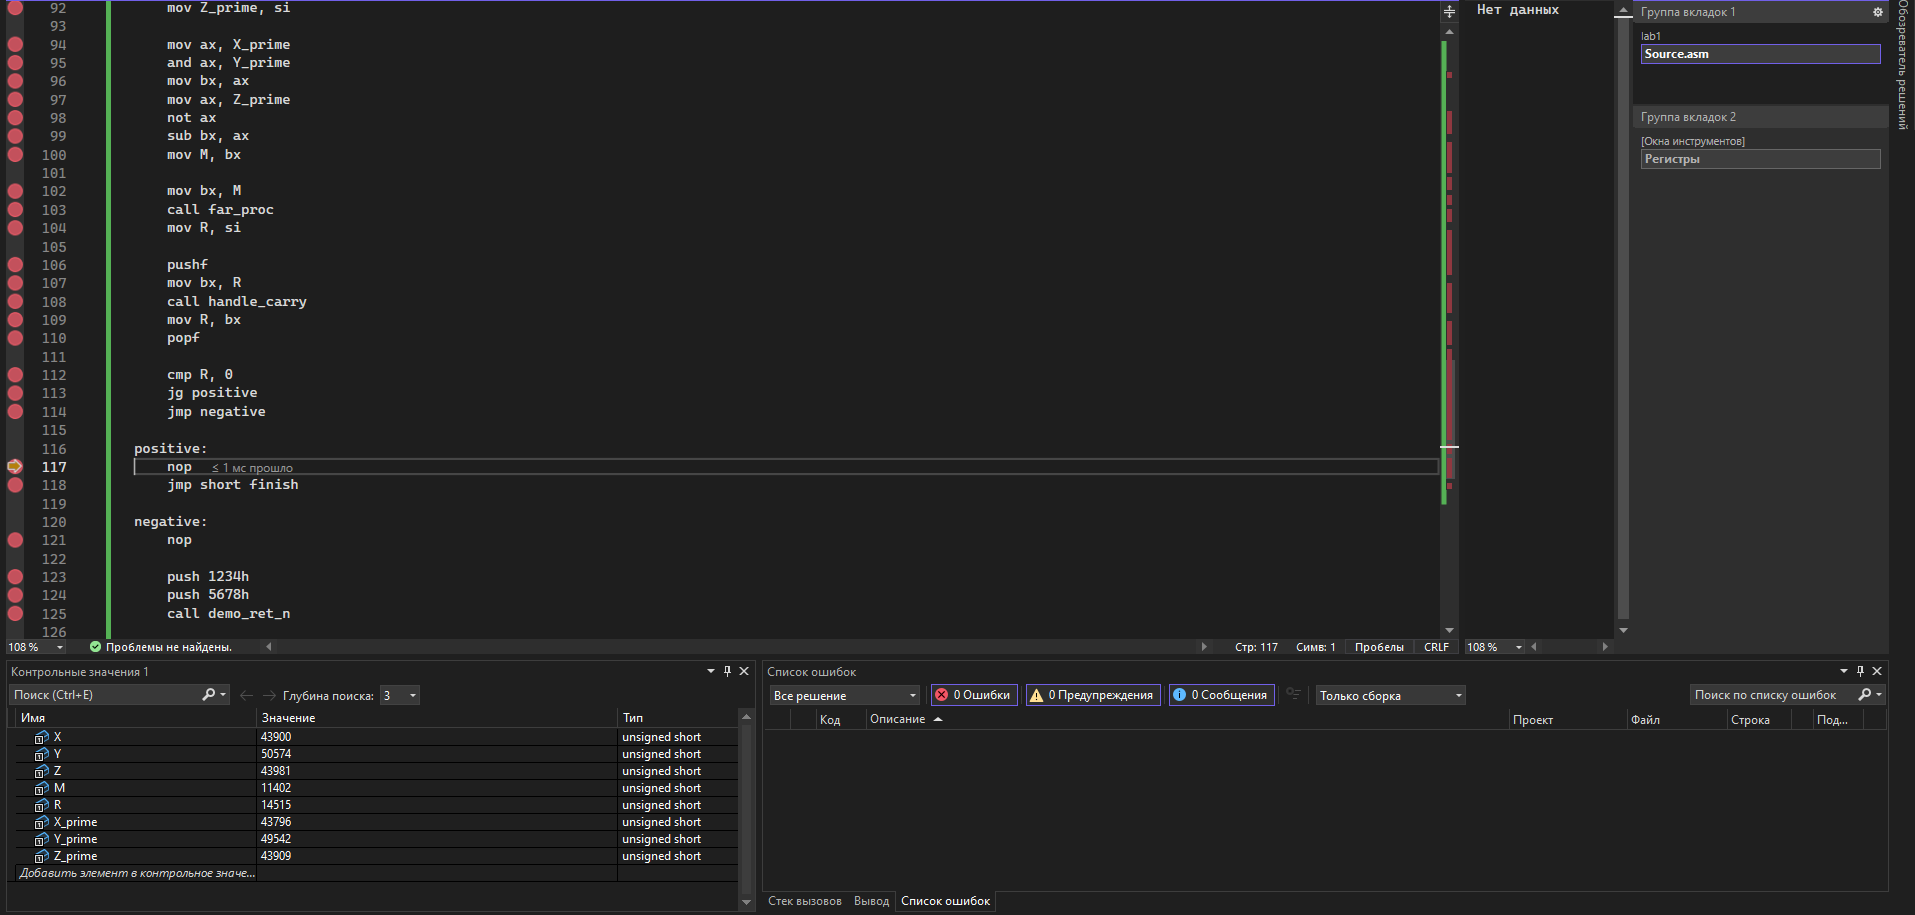 92 mov Z_prime, si
93
94 mov ax, X_prime
95 and ax, Y_prime
96 mov bx, ax
97 mov ax, Z_prime
98 not ax
99 sub bx, ax
100 mov M, bx
101
102 mov bx, M
103 call far_proc
104 mov R, si
105
106 pushf
107 mov bx, R
108 call handle_carry
109 mov R, bx
110 popf
111
112 cmp R, 0
113 jg positive
114 jmp negative
115
116 positive:
117 nop ≤ 1 мс прошло
118 jmp short finish
119
120 negative:
121 nop
122
123 push 1234h
124 push 5678h
125 call demo_ret_n
126
108 % Проблемы не найдены. Стр: 117 Симв: 1 Пробелы CRLF
Нет данных
108 %
Группа вкладок 1
lab1
Source.asm
Группа вкладок 2
[Окна инструментов]
Регистры
Обозреватель решений
Контрольные значения 1
Поиск (Ctrl+E) Глубина поиска: 3
Имя Значение Тип
X 43900 unsigned short
Y 50574 unsigned short
Z 43981 unsigned short
M 11402 unsigned short
R 14515 unsigned short
X_prime 43796 unsigned short
Y_prime 49542 unsigned short
Z_prime 43909 unsigned short
Добавить элемент в контрольное значе...
Список ошибок
Все решение 0 Ошибки 0 Предупреждения 0 Сообщения Только сборка Поиск по списку ошибок
Код Описание Проект Файл Строка Под...
Стек вызовов Вывод Список ошибок